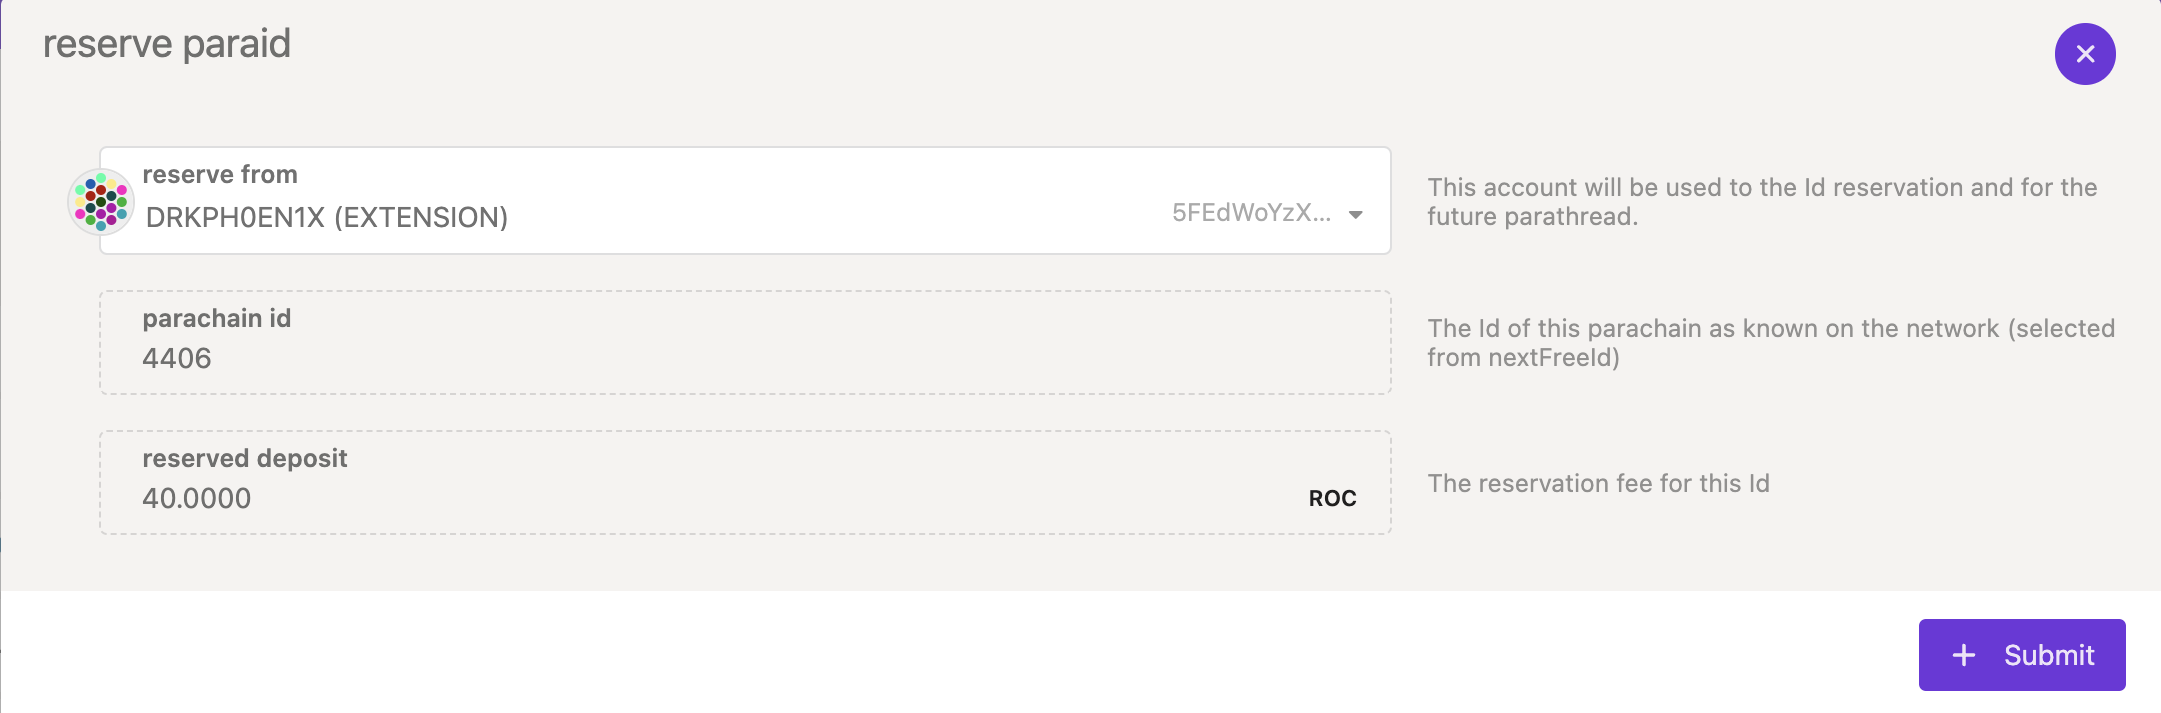 reserve paraid
reserve from
DRKPH0EN1X (EXTENSION)
5FEdWoYzX...
This account will be used to the Id reservation and for the
future parathread.
parachain id
4406
The Id of this parachain as known on the network (selected
from nextFreeId)
reserved deposit
40.0000
ROC
The reservation fee for this Id
Submit